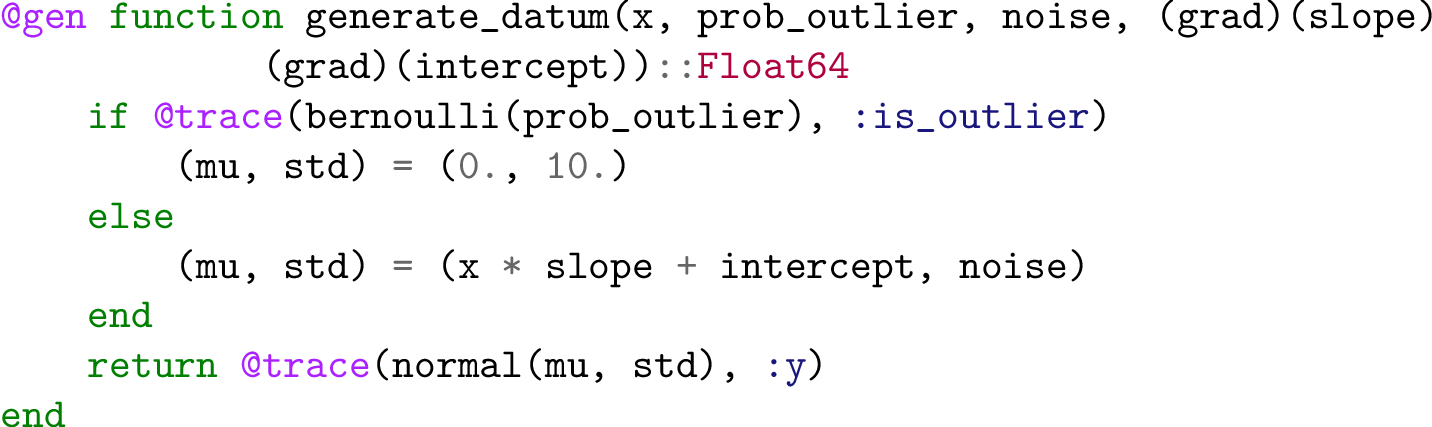 @gen function generate_datum(x, prob_outlier, noise, (grad)(slope)
            (grad)(intercept))::Float64
    if @trace(bernoulli(prob_outlier), :is_outlier)
        (mu, std) = (0., 10.)
    else
        (mu, std) = (x * slope + intercept, noise)
    end
    return @trace(normal(mu, std), :y)
end